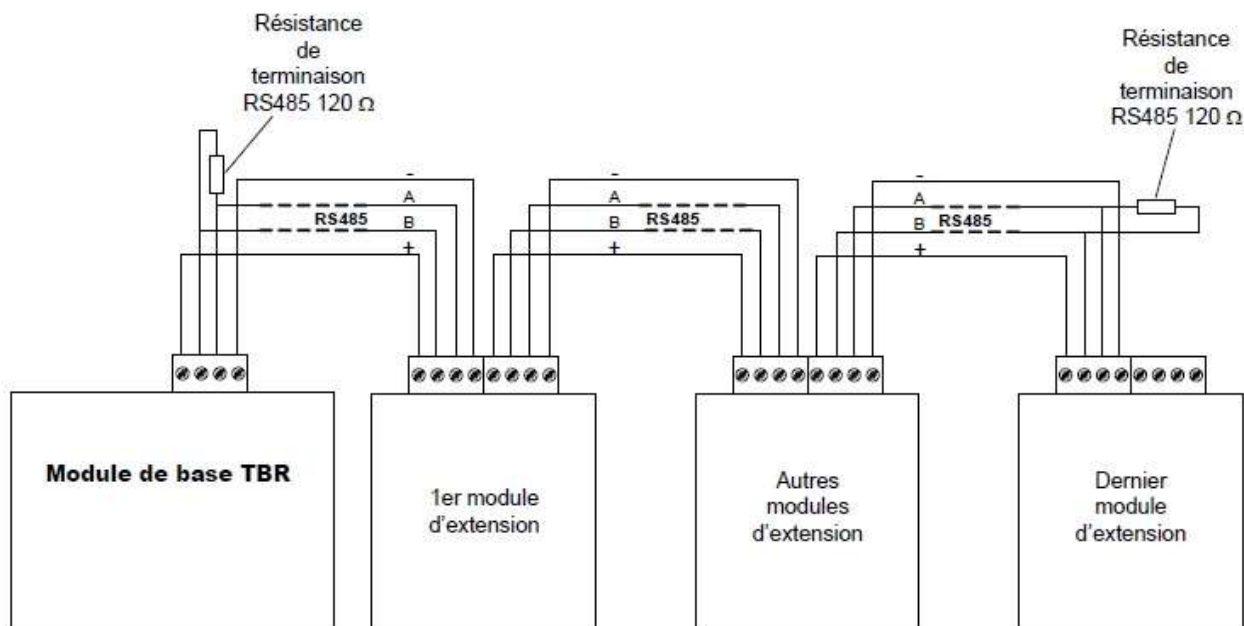 Résistance
de
terminaison
RS485 120 Ω
Résistance
de
terminaison
RS485 120 Ω
-
A
RS485
B
+
-
A
RS485
B
+
-
A
RS485
B
+
Module de base TBR
1er module
d'extension
Autres
modules
d'extension
Dernier
module
d'extension